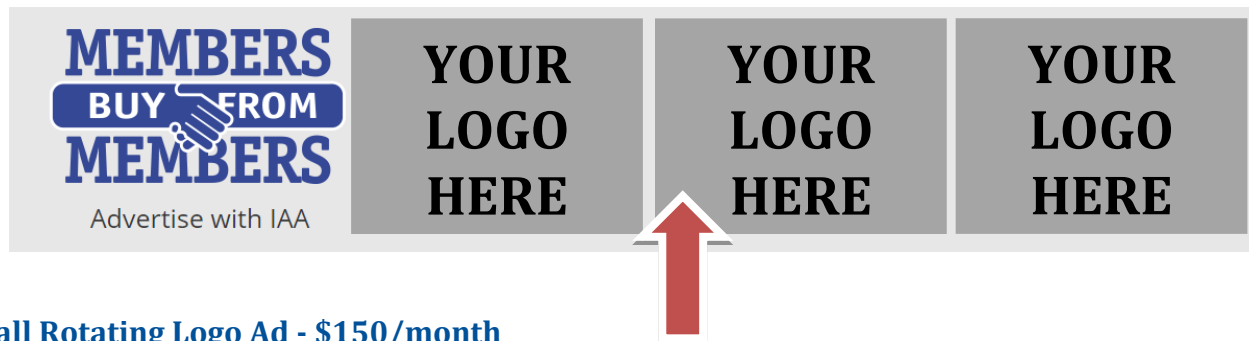 MEMBERS
BUY FROM
MEMBERS
Advertise with IAA
YOUR
LOGO
HERE
YOUR
LOGO
HERE
YOUR
LOGO
HERE
Rotating Logo Ad - $150/month